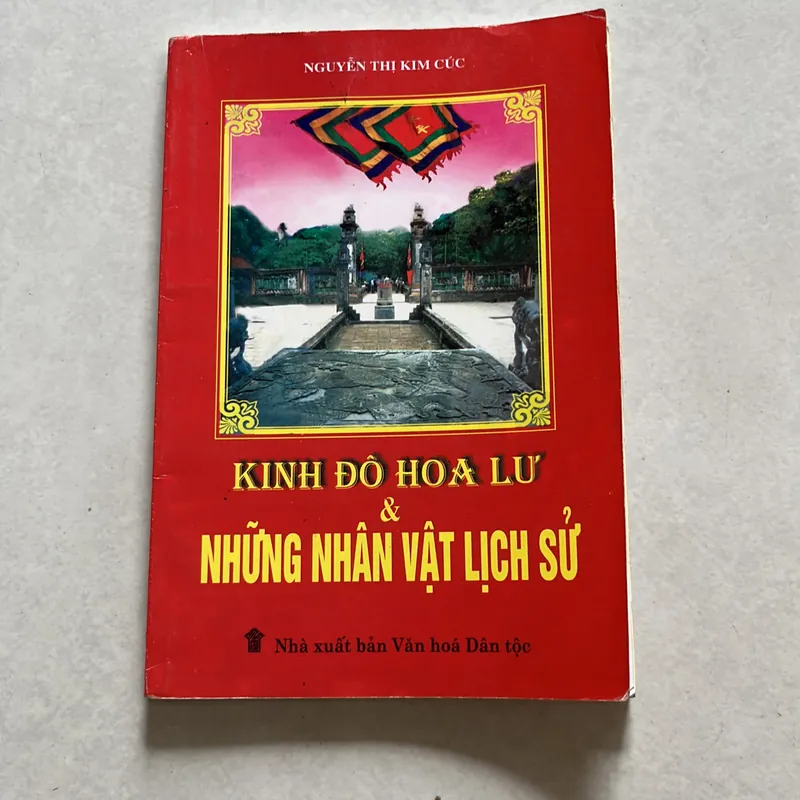 NGUYỄN THỊ KIM CÚC
KINH ĐÔ HOA LƯ
&
NHỮNG NHÂN VẬT LỊCH SỬ
Nhà xuất bản Văn hoá Dân tộc